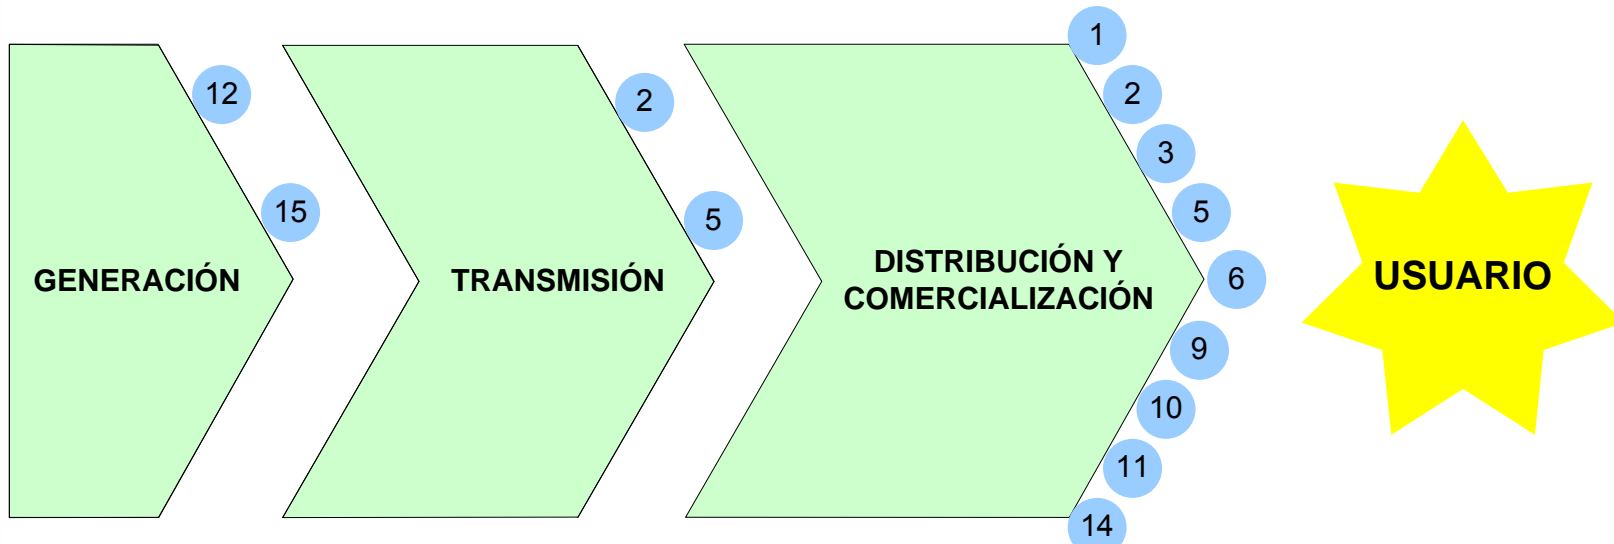 12
15
GENERACIÓN
2
5
TRANSMISIÓN
1
2
3
5
6
9
10
11
14
DISTRIBUCIÓN Y
COMERCIALIZACIÓN
USUARIO